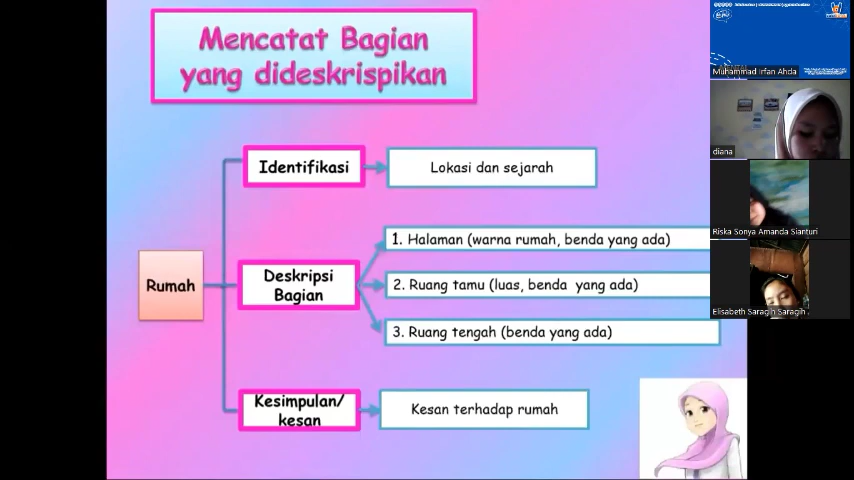 Mencatat Bagian
yang dideskrispikan
Identifikasi
Lokasi dan sejarah
1. Halaman (warna rumah, benda yang ada)
Rumah
Deskripsi
Bagian
2. Ruang tamu (luas, benda yang ada)
3. Ruang tengah (benda yang ada)
Kesimpulan/
kesan
Kesan terhadap rumah
Muhammad Irfan Ahda
diana
Riska Sonya Amanda Sianturi
Elisabeth Saragih Saragih